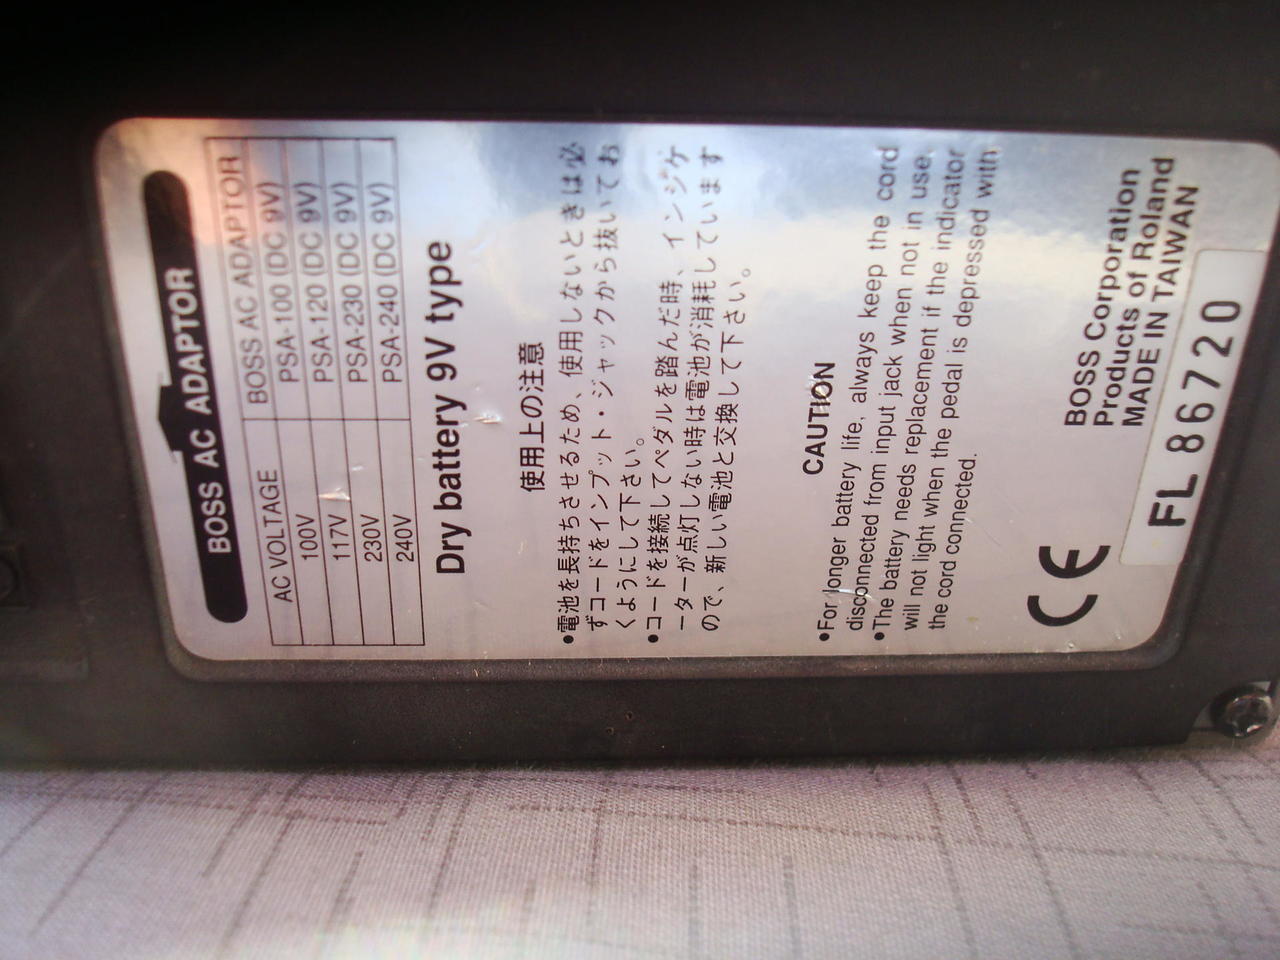 BOSS AC ADAPTOR
AC VOLTAGE BOSS AC ADAPTOR
100V PSA-100 (DC 9V)
117V PSA-120 (DC 9V)
230V PSA-230 (DC 9V)
240V PSA-240 (DC 9V)
Dry battery 9V type
使用上の注意
•電池を長持ちさせるため、使用しないときは必
ずコードをインプット・ジャックから抜いてお
くようにして下さい。
•コードを接続してペダルを踏んだ時、インジケ
ーターが点灯しない時は電池が消耗しています
ので、新しい電池と交換して下さい。
CAUTION
•For longer battery life, always keep the cord
disconnected from input jack when not in use.
•The battery needs replacement if the indicator
will not light when the pedal is depressed with
the cord connected.
CE
BOSS Corporation
Products of Roland
MADE IN TAIWAN
FL 86720